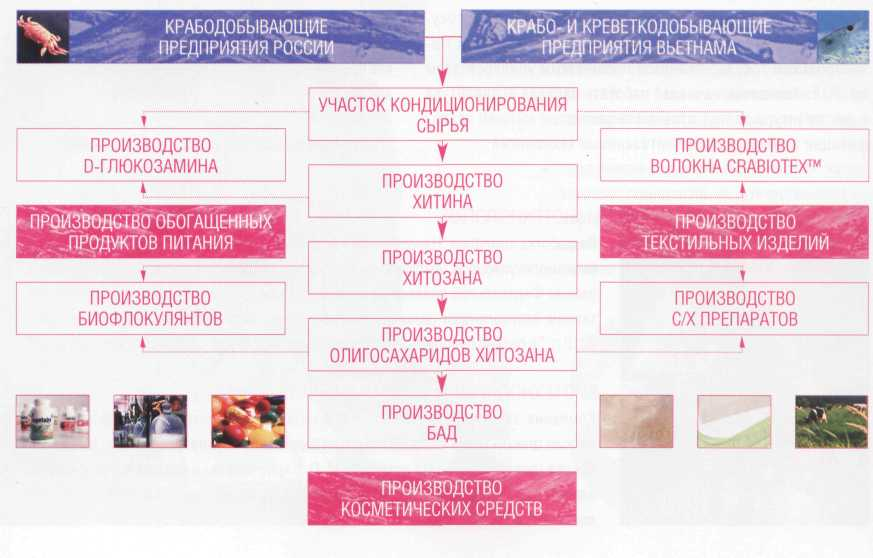 КРАБОДОБЫВАЮЩИЕ
ПРЕДПРИЯТИЯ РОССИИ
КРАБО- И КРЕВЕТКОДОБЫВАЮЩИЕ
ПРЕДПРИЯТИЯ ВЬЕТНАМА
УЧАСТОК КОНДИЦИОНИРОВАНИЯ
СЫРЬЯ
ПРОИЗВОДСТВО
D-ГЛЮКОЗАМИНА
ПРОИЗВОДСТВО
ВОЛОКНА CRABIOTEX™
ПРОИЗВОДСТВО
ХИТИНА
ПРОИЗВОДСТВО ОБОГАЩЕННЫХ
ПРОДУКТОВ ПИТАНИЯ
ПРОИЗВОДСТВО
ТЕКСТИЛЬНЫХ ИЗДЕЛИЙ
ПРОИЗВОДСТВО
ХИТОЗАНА
ПРОИЗВОДСТВО
БИОФЛОКУЛЯНТОВ
ПРОИЗВОДСТВО
С/Х ПРЕПАРАТОВ
ПРОИЗВОДСТВО
ОЛИГОСАХАРИДОВ ХИТОЗАНА
ПРОИЗВОДСТВО
БАД
ПРОИЗВОДСТВО
КОСМЕТИЧЕСКИХ СРЕДСТВ